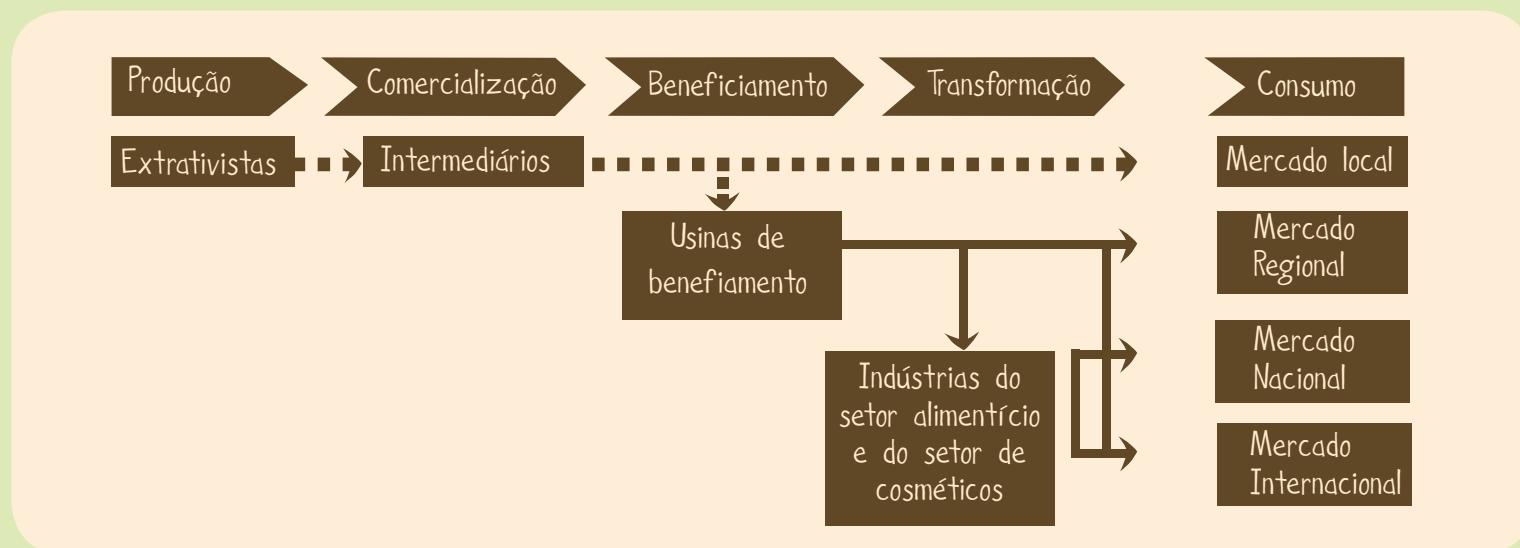 Produção
Comercialização
Beneficiamento
Transformação
Consumo
Extrativistas
Intermediários
Mercado local
Usinas de
benefiamento
Mercado
Regional
Indústrias do
setor alimentício
e do setor de
cosméticos
Mercado
Nacional
Mercado
Internacional